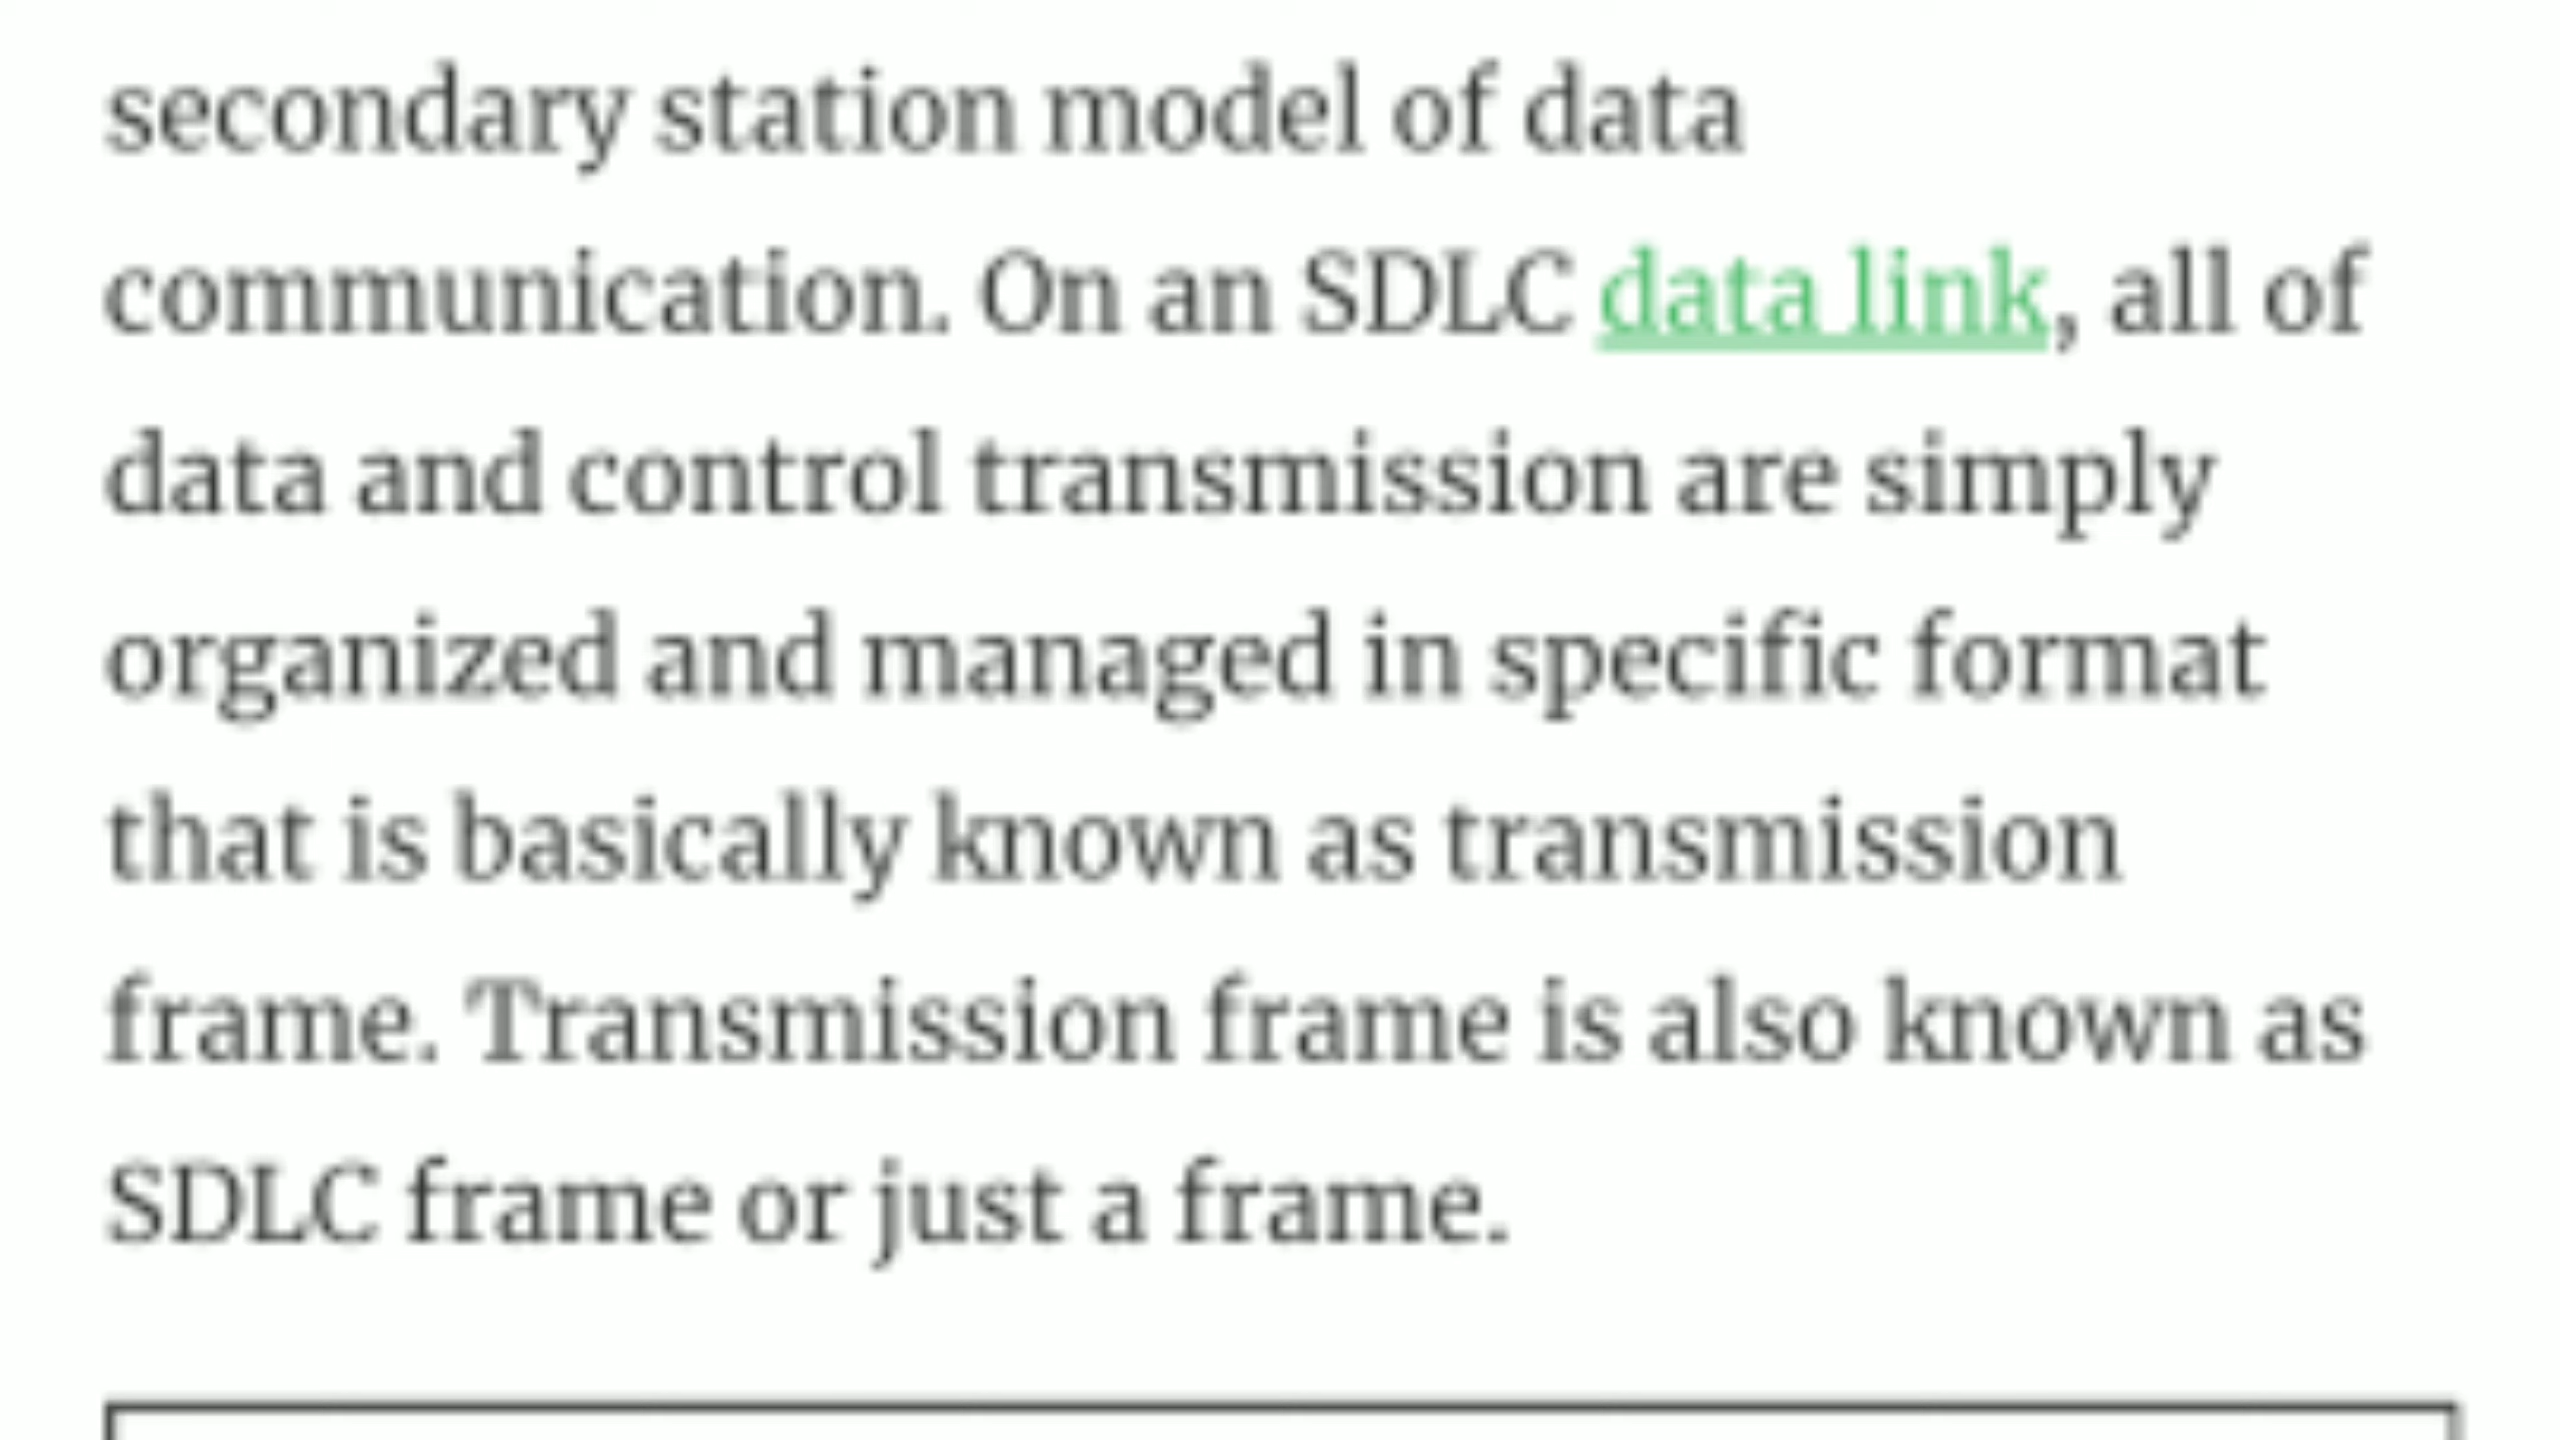 secondary station model of data
communication. On an SDLC data link, all of
data and control transmission are simply
organized and managed in specific format
that is basically known as transmission
frame. Transmission frame is also known as
SDLC frame or just a frame.